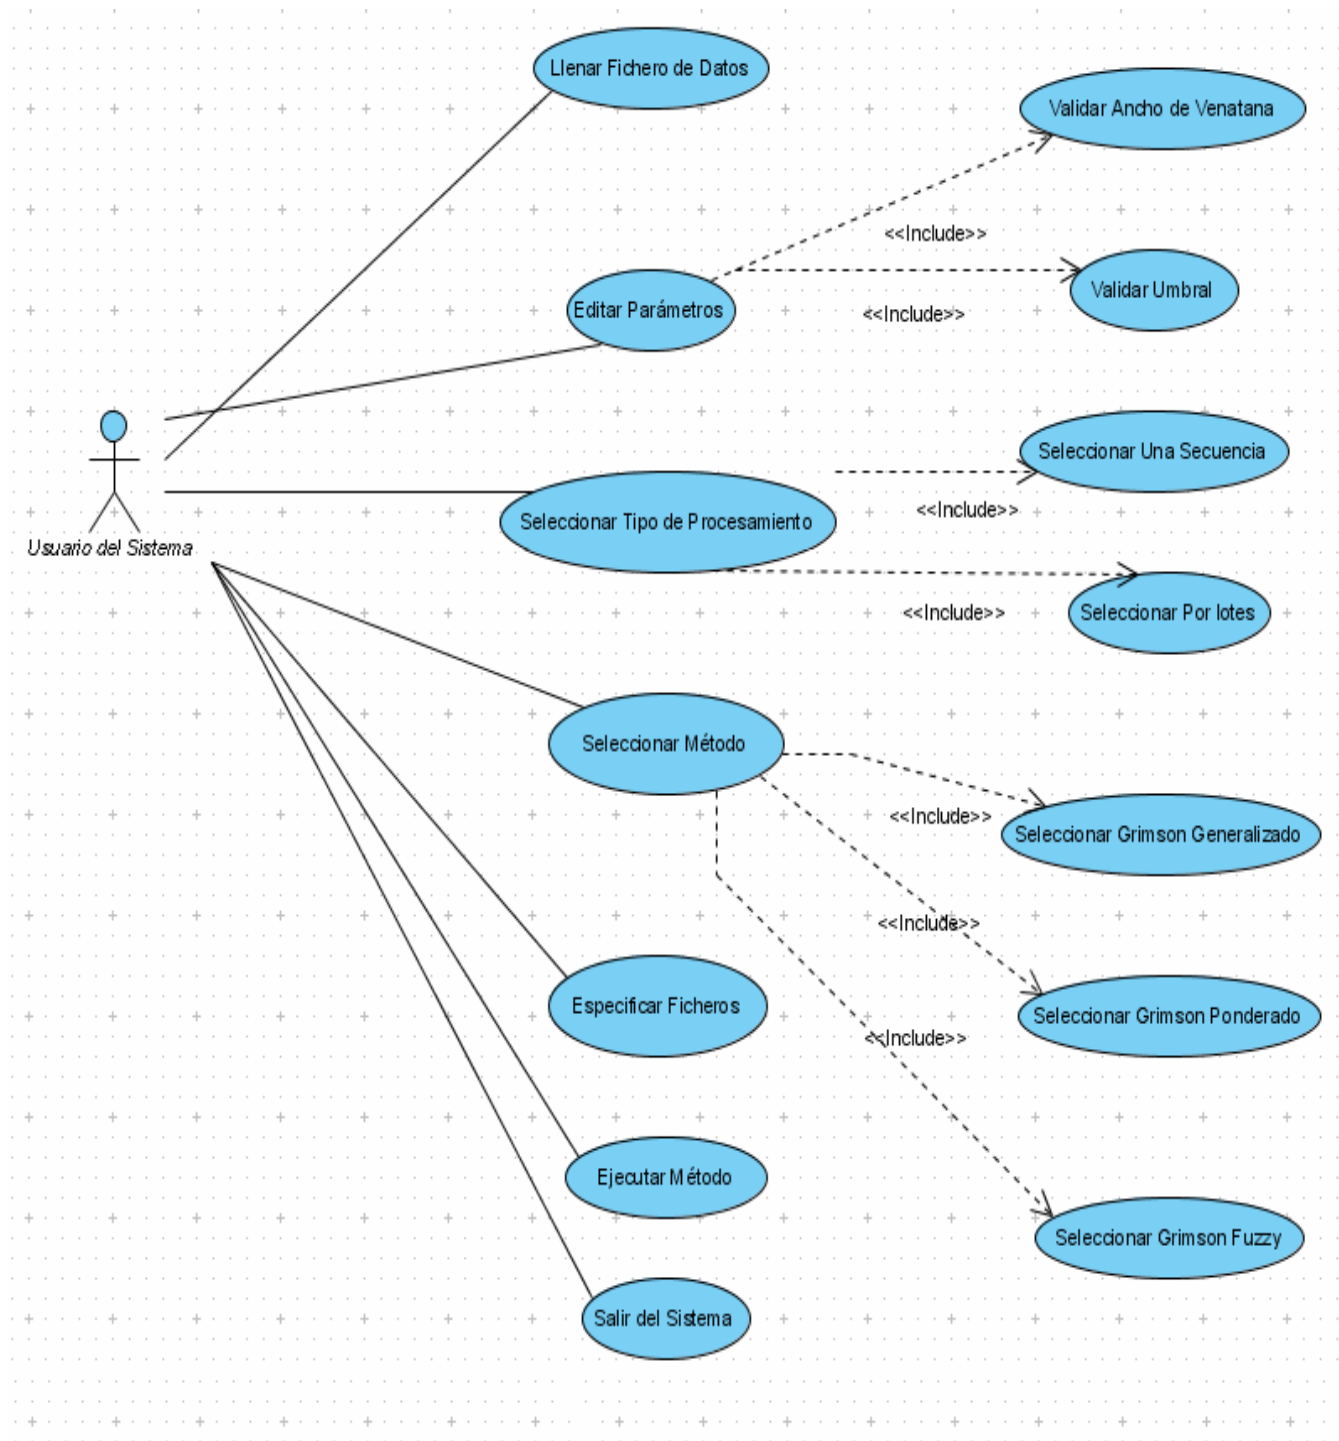 Llenar Fichero de Datos
Validar Ancho de Venatana
<<Include>>
Editar Parámetros
Validar Umbral
<<Include>>
Seleccionar Una Secuencia
<<Include>>
Seleccionar Tipo de Procesamiento
Usuario del Sistema
<<Include>>
Seleccionar Por lotes
Seleccionar Método
<<Include>>
Seleccionar Grimson Generalizado
<<Include>>
Especificar Ficheros
Seleccionar Grimson Ponderado
<<Include>>
Ejecutar Método
Seleccionar Grimson Fuzzy
Salir del Sistema